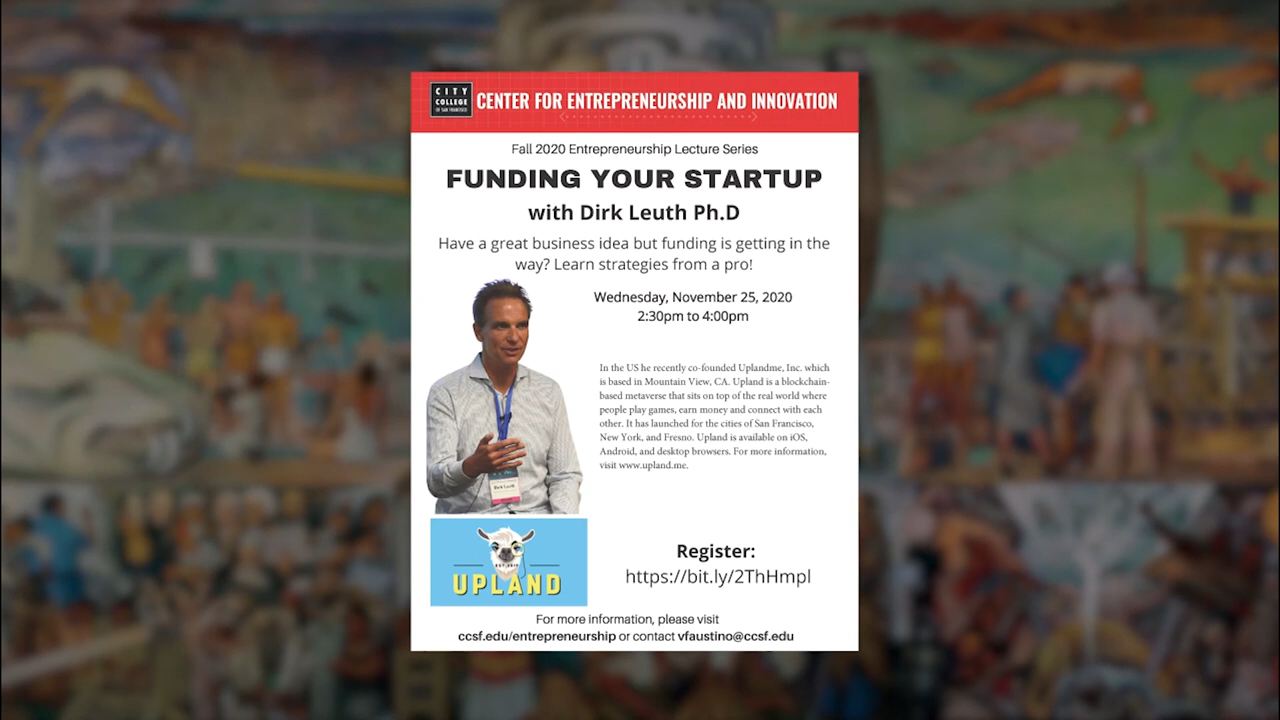 CITY
COLLEGE
OF SAN FRANCISCO
CENTER FOR ENTREPRENEURSHIP AND INNOVATION
Fall 2020 Entrepreneurship Lecture Series
FUNDING YOUR STARTUP
with Dirk Leuth Ph.D
Have a great business idea but funding is getting in the
way? Learn strategies from a pro!
Wednesday, November 25, 2020
2:30pm to 4:00pm
In the US he recently co-founded Uplandme, Inc. which
is based in Mountain View, CA. Upland is a blockchain-
based metaverse that sits on top of the real world where
people play games, earn money and connect with each
other. It has launched for the cities of San Francisco,
New York, and Fresno. Upland is available on iOS,
Android, and desktop browsers. For more information,
visit www.upland.me.
UPLAND
Register:
https://bit.ly/2ThHmpl
For more information, please visit
ccsf.edu/entrepreneurship or contact vfaustino@ccsf.edu